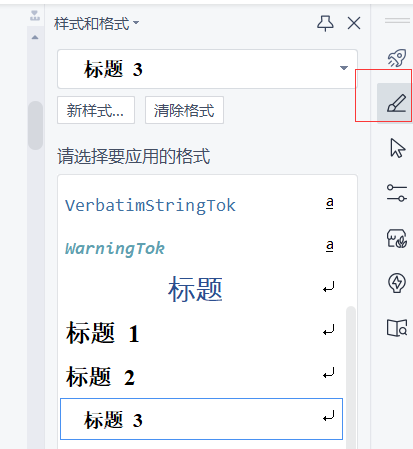 样式和格式
标题 3
新样式... 清除格式
请选择要应用的格式
VerbatimStringTok a
WarningTok a
标题
标题 1
标题 2
标题 3